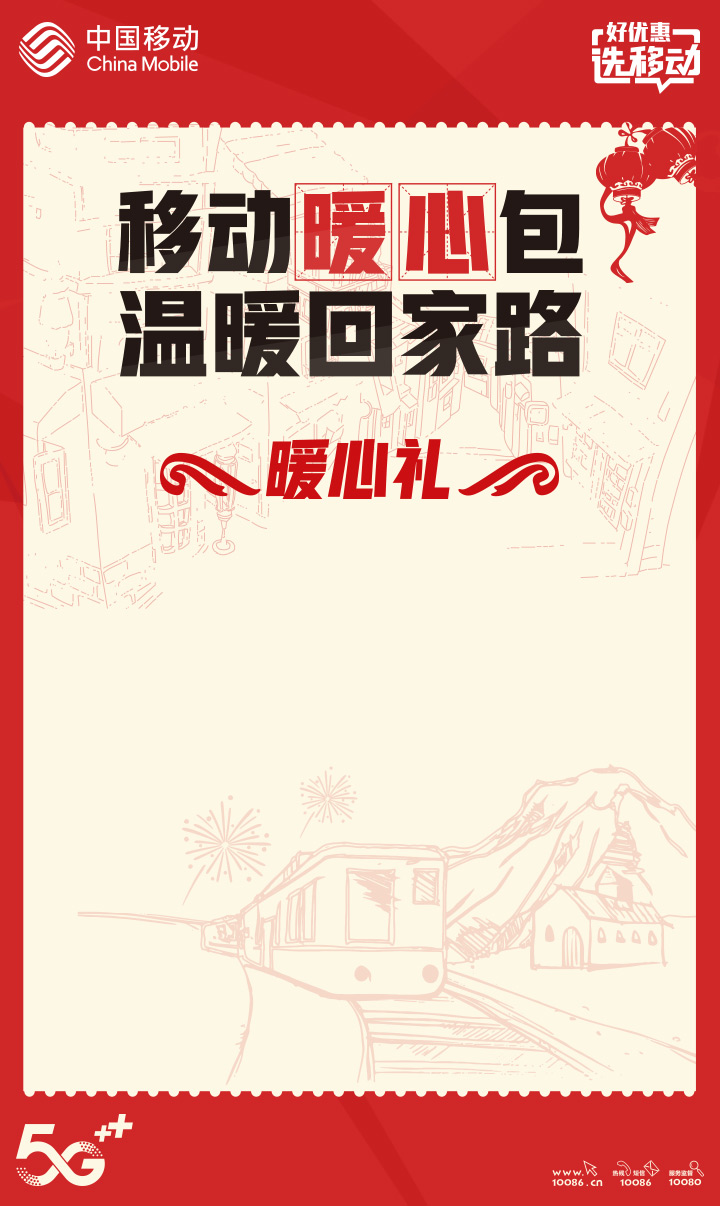 中国移动
China Mobile
好优惠
选移动
移动暖心包
温暖回家路
暖心礼
5G++
www.
10086.cn
热线 短信
10086
服务监督
10080